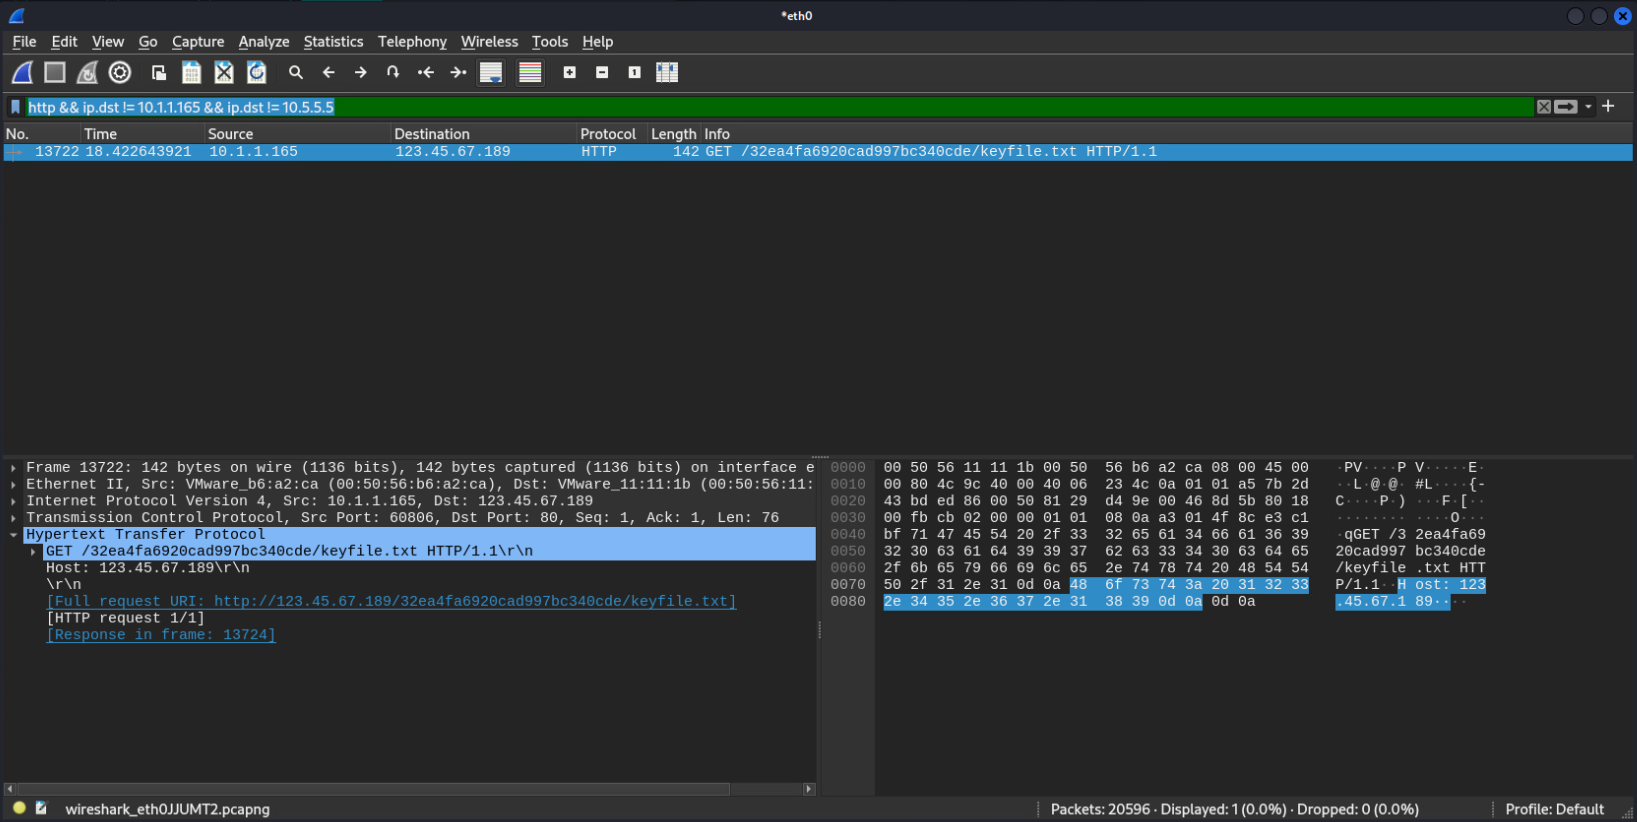 *eth0
File Edit View Go Capture Analyze Statistics Telephony Wireless Tools Help
http && ip.dst != 10.1.1.165 && ip.dst != 10.5.5.5
No. Time Source Destination Protocol Length Info
13722 18.422643921 10.1.1.165 123.45.67.189 HTTP 142 GET /32ea4fa6920cad997bc340cde/keyfile.txt HTTP/1.1
Frame 13722: 142 bytes on wire (1136 bits), 142 bytes captured (1136 bits) on interface e
Ethernet II, Src: VMware_b6:a2:ca (00:50:56:b6:a2:ca), Dst: VMware_11:11:1b (00:50:56:11:
Internet Protocol Version 4, Src: 10.1.1.165, Dst: 123.45.67.189
Transmission Control Protocol, Src Port: 60806, Dst Port: 80, Seq: 1, Ack: 1, Len: 76
Hypertext Transfer Protocol
GET /32ea4fa6920cad997bc340cde/keyfile.txt HTTP/1.1\r\n
Host: 123.45.67.189\r\n
\r\n
[Full request URI: http://123.45.67.189/32ea4fa6920cad997bc340cde/keyfile.txt]
[HTTP request 1/1]
[Response in frame: 13724]
0000 00 50 56 11 11 1b 00 50 56 b6 a2 ca 08 00 45 00 ·PV····P V·····E·
0010 00 80 4c 9c 40 00 40 06 23 4c 0a 01 01 a5 7b 2d ··L·@·@· #L····{-
0020 43 bd ed 86 00 50 81 29 d4 9e 00 46 8d 5b 80 18 C····P·) ···F·[··
0030 00 fb cb 02 00 00 01 01 08 0a a3 01 4f 8c e3 c1 ········ ····O···
0040 bf 71 47 45 54 20 2f 33 32 65 61 34 66 61 36 39 ·qGET /3 2ea4fa69
0050 32 30 63 61 64 39 39 37 62 63 33 34 30 63 64 65 20cad997 bc340cde
0060 2f 6b 65 79 66 69 6c 65 2e 74 78 74 20 48 54 54 /keyfile .txt HTT
0070 50 2f 31 2e 31 0d 0a 48 6f 73 74 3a 20 31 32 33 P/1.1··H ost: 123
0080 2e 34 35 2e 36 37 2e 31 38 39 0d 0a 0d 0a .45.67.1 89····
wireshark_eth0JJUMT2.pcapng
Packets: 20596 · Displayed: 1 (0.0%) · Dropped: 0 (0.0%)
Profile: Default